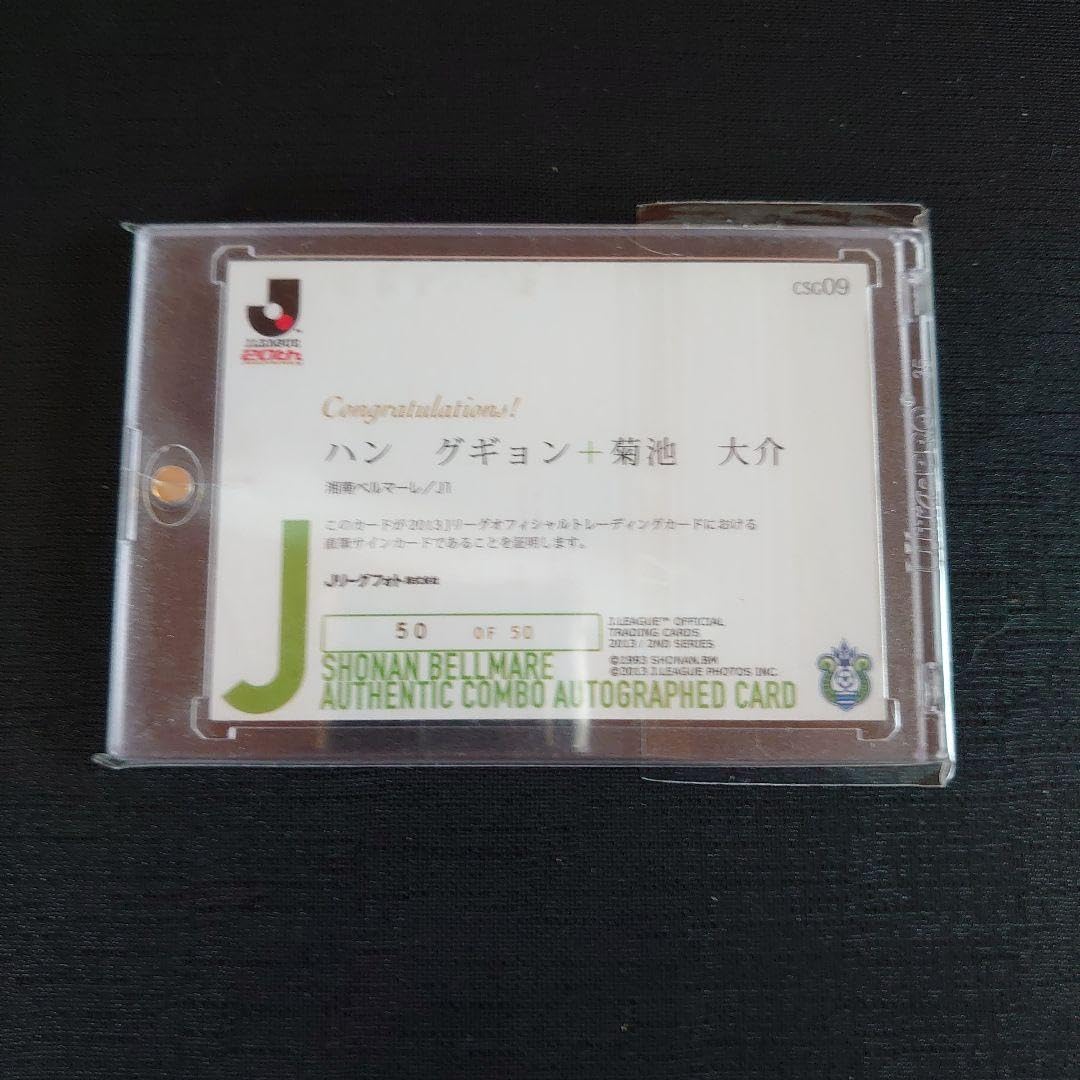 J.LEAGUE
20th
CSG09
Congratulations!
ハン グギョン+菊池 大介
湘南ベルマーレ/J1
このカードが2013Jリーグオフィシャルトレーディングカードにおける
直筆サインカードであることを証明します。
Jリーグフォト株式会社
50 OF 50
J.LEAGUE™ OFFICIAL
TRADING CARDS
2013 / 2ND SERIES
©1993 SHONAN.BM
©2013 J.LEAGUE PHOTOS INC.
SHONAN BELLMARE
AUTHENTIC COMBO AUTOGRAPHED CARD